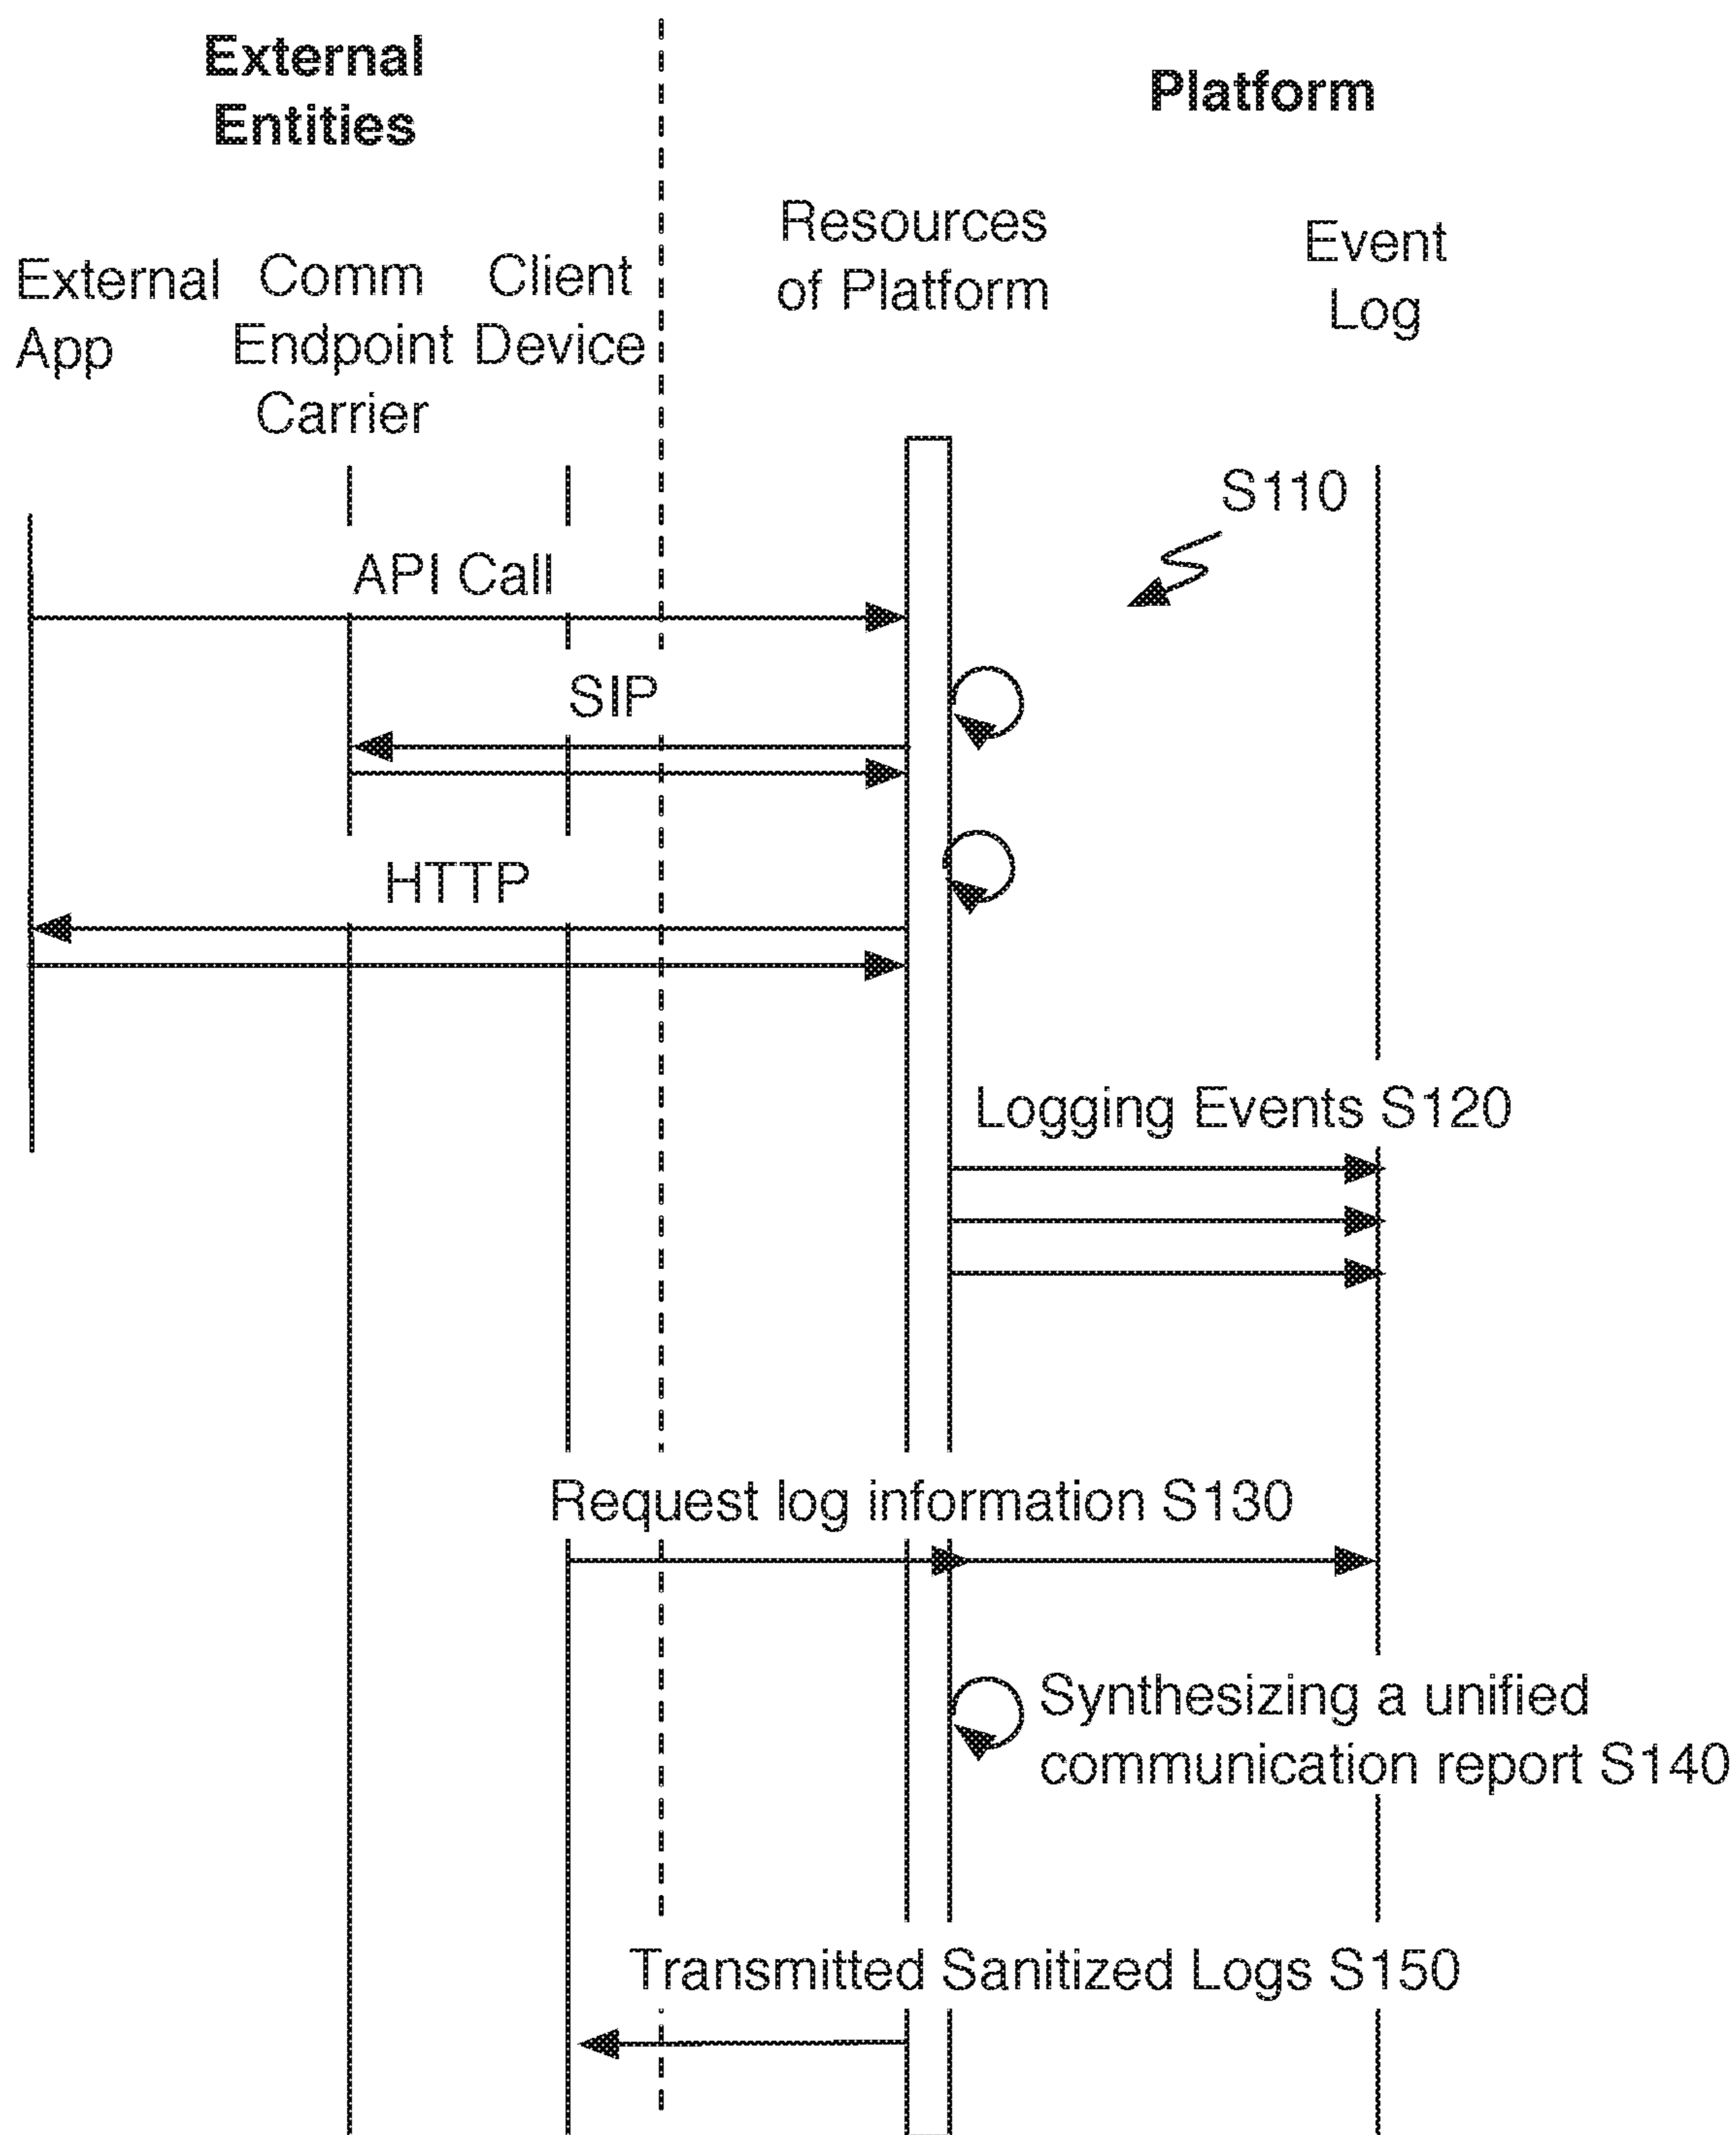 External
Entities
Platform
External
App
Comm
Endpoint
Carrier
Client
Device
Resources
of Platform
Event
Log
S110
API Call
SIP
HTTP
Logging Events S120
Request log information S130
Synthesizing a unified
communication report S140
Transmitted Sanitized Logs S150